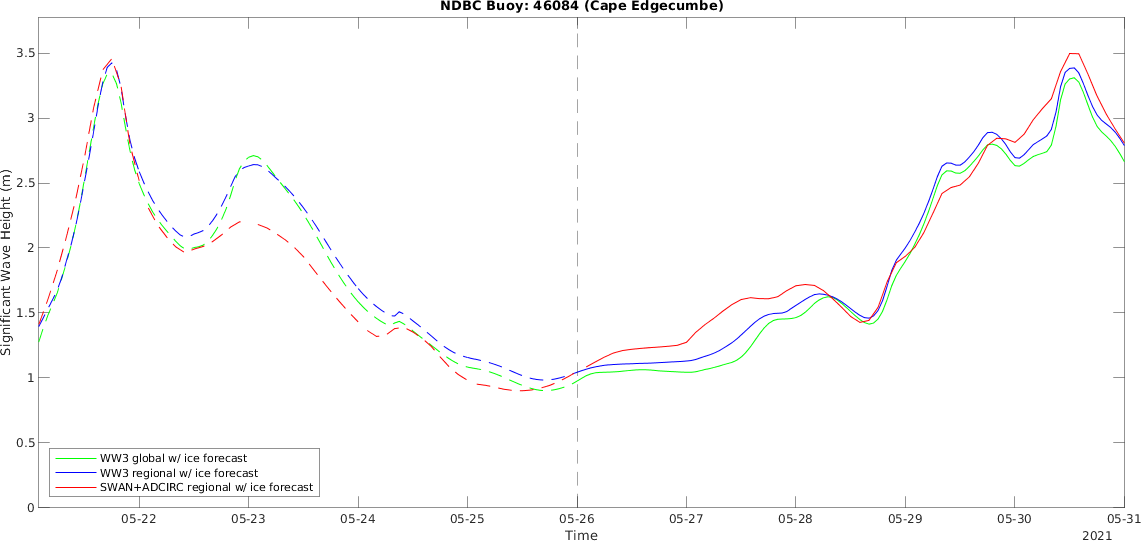 NDBC Buoy: 46084 (Cape Edgecumbe)
Significant Wave Height (m)
3.5
3
2.5
2
1.5
1
0.5
0
WW3 global w/ ice forecast
WW3 regional w/ ice forecast
SWAN+ADCIRC regional w/ ice forecast
05-22 05-23 05-24 05-25 05-26 05-27 05-28 05-29 05-30 05-31
Time
2021